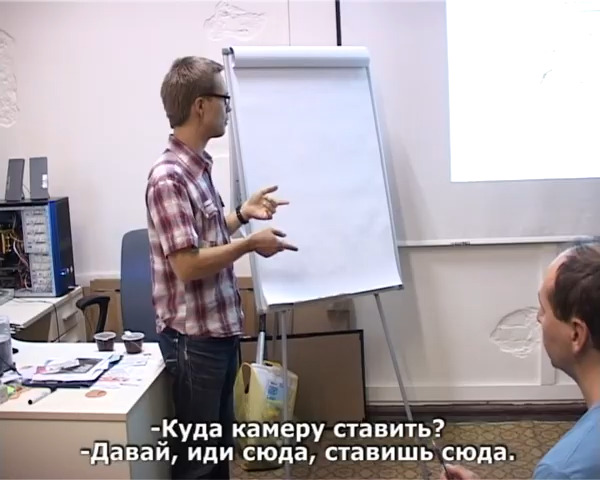 -Куда камеру ставить?
-Давай, иди сюда, ставишь сюда.